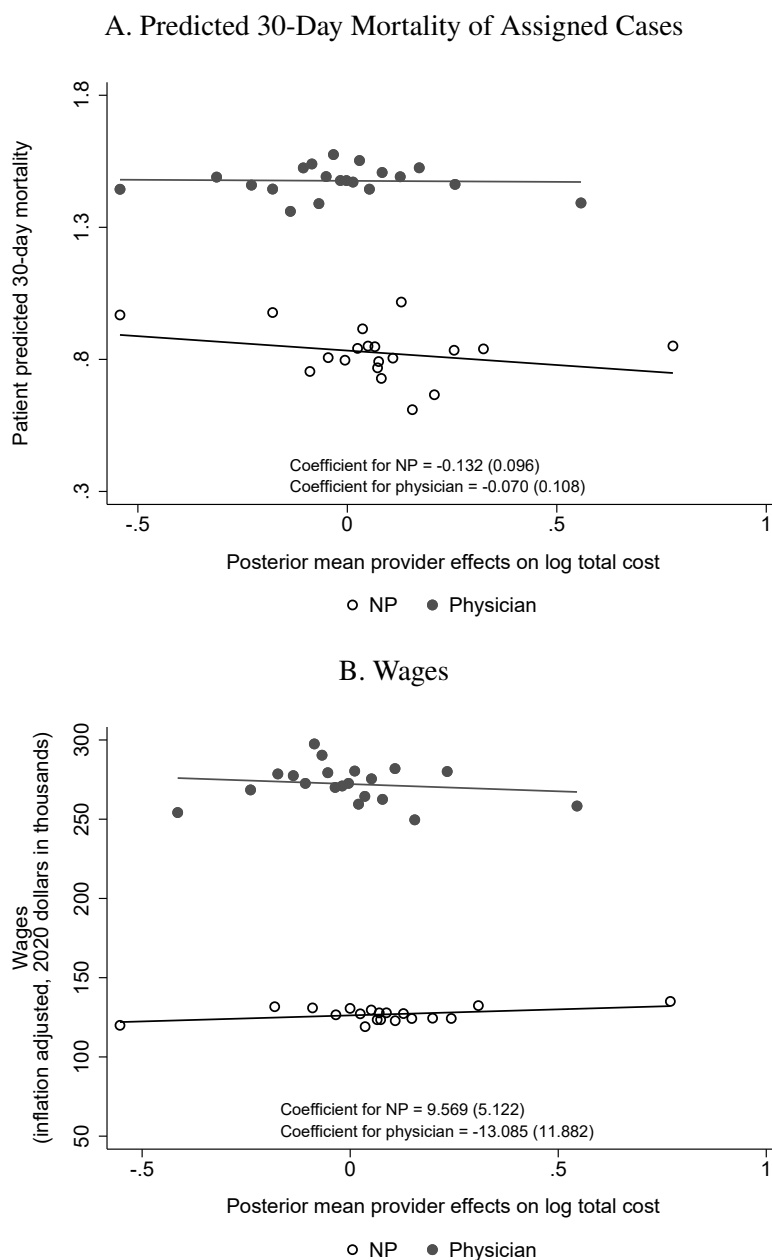 A. Predicted 30-Day Mortality of Assigned Cases
Patient predicted 30-day mortality
1.8
1.3
.8
.3
Coefficient for NP = -0.132 (0.096)
Coefficient for physician = -0.070 (0.108)
-.5 0 .5 1
Posterior mean provider effects on log total cost
NP Physician
B. Wages
Wages
(inflation adjusted, 2020 dollars in thousands)
300
250
200
150
100
50
Coefficient for NP = 9.569 (5.122)
Coefficient for physician = -13.085 (11.882)
-.5 0 .5 1
Posterior mean provider effects on log total cost
NP Physician